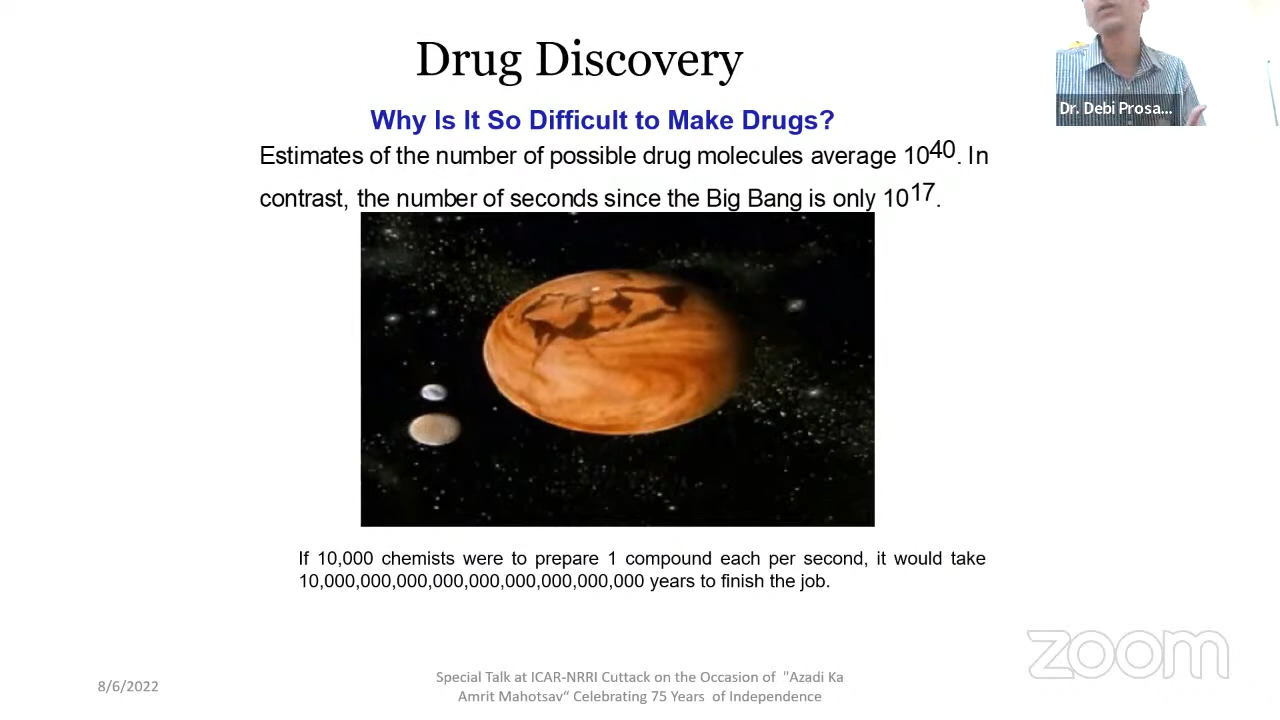 Drug Discovery
Dr. Debi Prosa...
Why Is It So Difficult to Make Drugs?
Estimates of the number of possible drug molecules average 10⁴⁰. In
contrast, the number of seconds since the Big Bang is only 10¹⁷.
If 10,000 chemists were to prepare 1 compound each per second, it would take
10,000,000,000,000,000,000,000,000,000 years to finish the job.
zoom
8/6/2022
Special Talk at ICAR-NRRI Cuttack on the Occasion of "Azadi Ka
Amrit Mahotsav“ Celebrating 75 Years of Independence